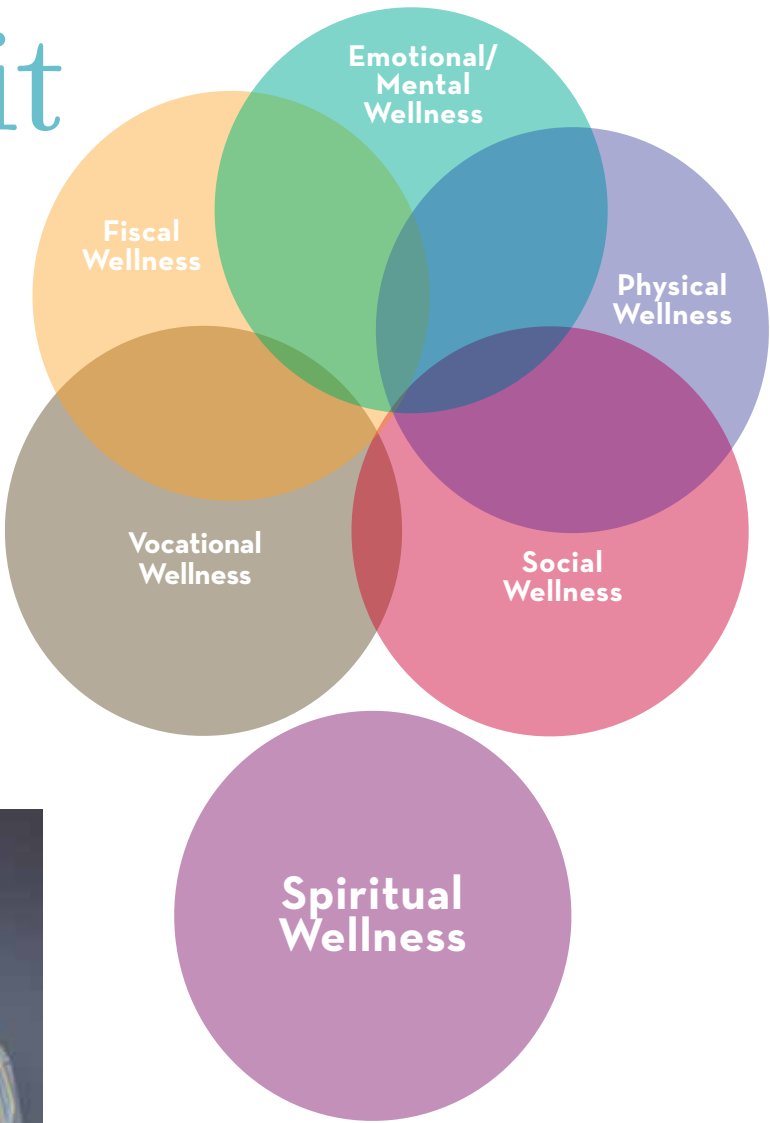 it
Emotional/
Mental
Wellness
Fiscal
Wellness
Physical
Wellness
Vocational
Wellness
Social
Wellness
Spiritual
Wellness